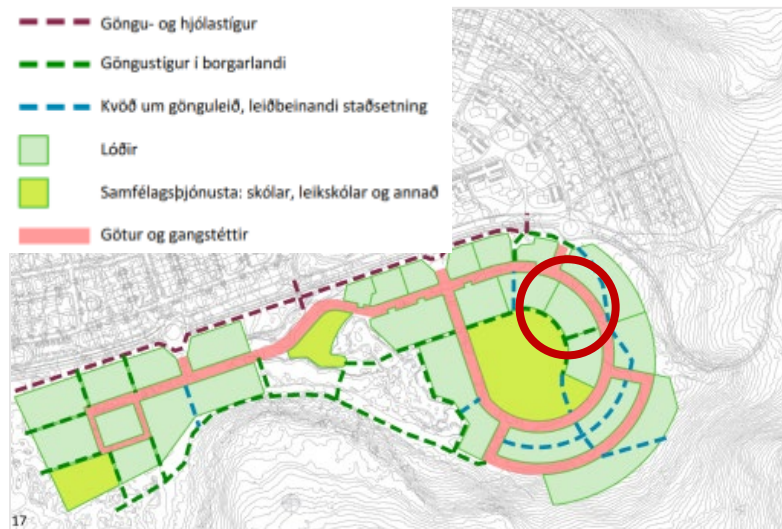 Göngu- og hjólastígur
Göngustígur í borgarlandi
Kvöð um gönguleið, leiðbeinandi staðsetning
Lóðir
Samfélagsþjónusta: skólar, leikskólar og annað
Götur og gangstéttir
17